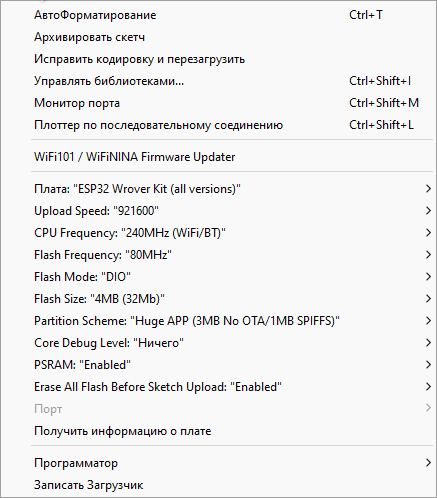 АвтоФорматирование Ctrl+T
Архивировать скетч
Исправить кодировку и перезагрузить
Управлять библиотеками... Ctrl+Shift+I
Монитор порта Ctrl+Shift+M
Плоттер по последовательному соединению Ctrl+Shift+L
WiFi101 / WiFiNINA Firmware Updater
Плата: "ESP32 Wrover Kit (all versions)"
Upload Speed: "921600"
CPU Frequency: "240MHz (WiFi/BT)"
Flash Frequency: "80MHz"
Flash Mode: "DIO"
Flash Size: "4MB (32Mb)"
Partition Scheme: "Huge APP (3MB No OTA/1MB SPIFFS)"
Core Debug Level: "Ничего"
PSRAM: "Enabled"
Erase All Flash Before Sketch Upload: "Enabled"
Порт
Получить информацию о плате
Программатор
Записать Загрузчик